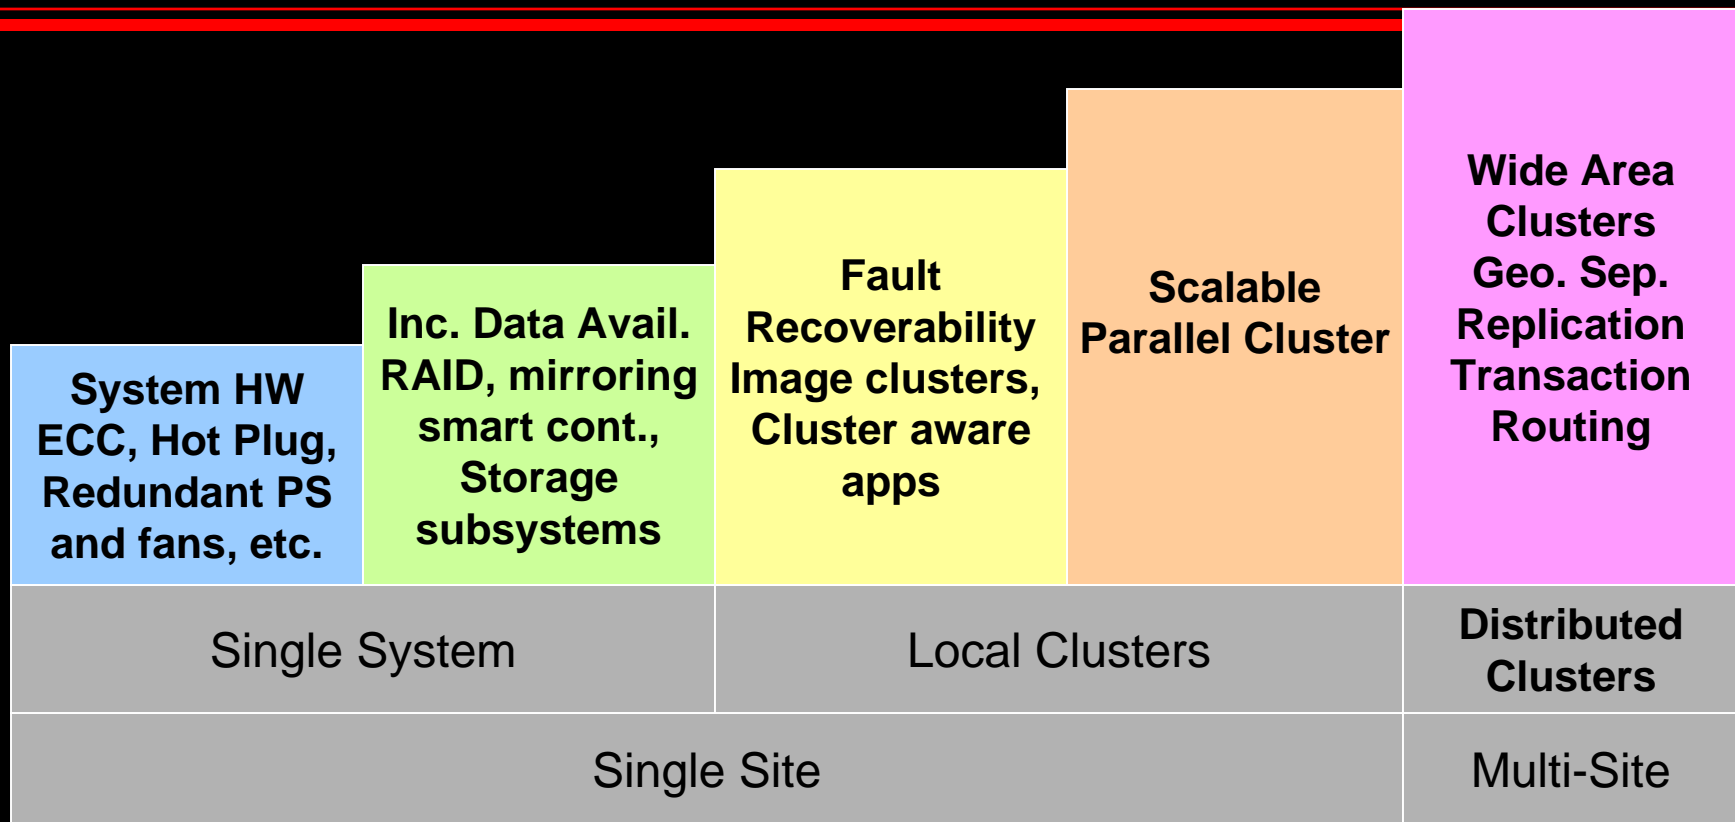 System HW
ECC, Hot Plug,
Redundant PS
and fans, etc.
Inc. Data Avail.
RAID, mirroring
smart cont.,
Storage
subsystems
Fault
Recoverability
Image clusters,
Cluster aware
apps
Scalable
Parallel Cluster
Wide Area
Clusters
Geo. Sep.
Replication
Transaction
Routing
Single System
Local Clusters
Distributed
Clusters
Single Site
Multi-Site